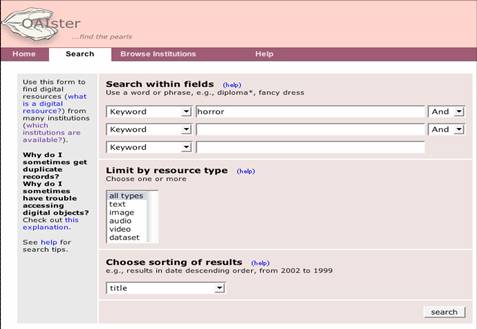 OAIster
...find the pearls
Home Search Browse Institutions Help
Use this form to
find digital
resources (what
is a digital
resource?) from
many institutions
(which
institutions are
available?).
Why do I
sometimes get
duplicate
records?
Why do I
sometimes
have trouble
accessing
digital objects?
Check out this
explanation.
See help for
search tips.
Search within fields (help)
Use a word or phrase, e.g., diploma*, fancy dress
Keyword horror And
Keyword And
Keyword
Limit by resource type (help)
Choose one or more
all types
text
image
audio
video
dataset
Choose sorting of results (help)
e.g., results in date descending order, from 2002 to 1999
title
search